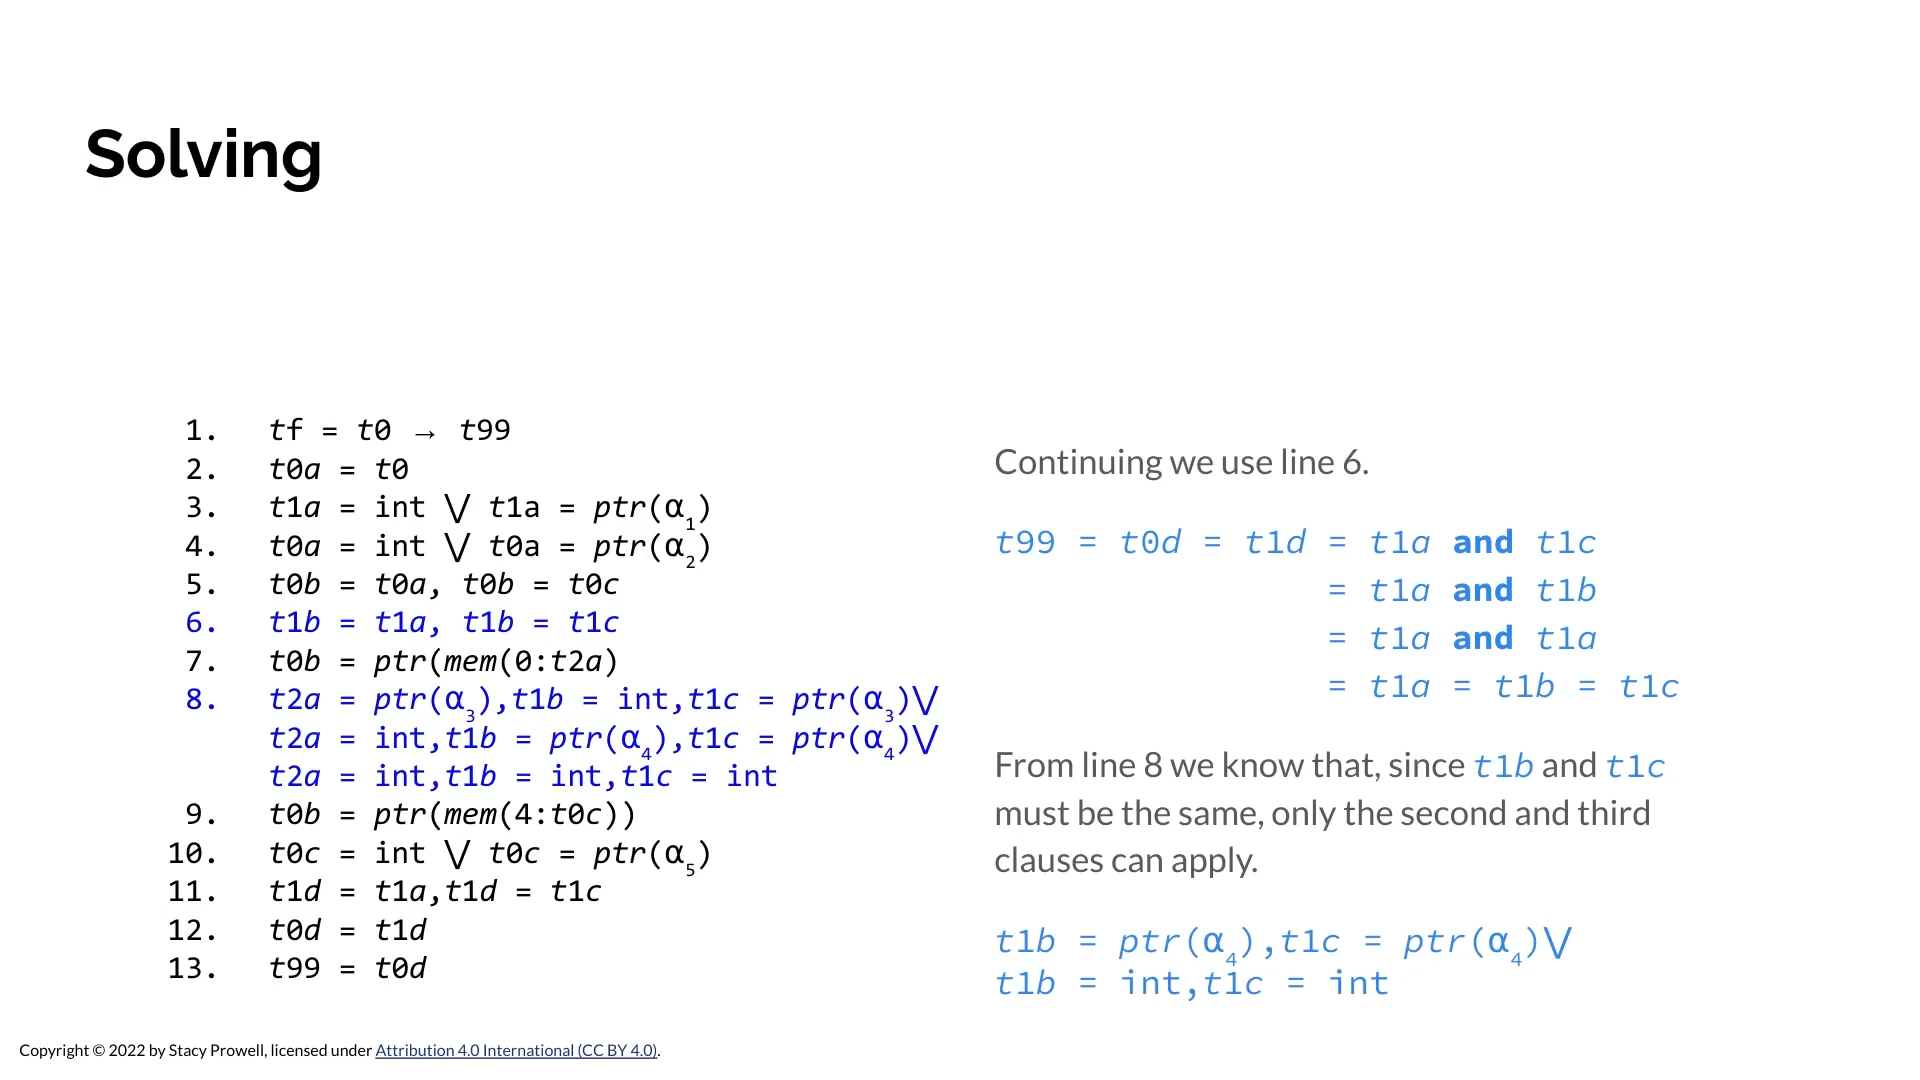 Solving
1. tf = t0 → t99
2. t0a = t0
3. t1a = int ⋁ t1a = ptr(α₁)
4. t0a = int ⋁ t0a = ptr(α₂)
5. t0b = t0a, t0b = t0c
6. t1b = t1a, t1b = t1c
7. t0b = ptr(mem(0:t2a)
8. t2a = ptr(α₃),t1b = int,t1c = ptr(α₃)⋁
t2a = int,t1b = ptr(α₄),t1c = ptr(α₄)⋁
t2a = int,t1b = int,t1c = int
9. t0b = ptr(mem(4:t0c))
10. t0c = int ⋁ t0c = ptr(α₅)
11. t1d = t1a,t1d = t1c
12. t0d = t1d
13. t99 = t0d
Continuing we use line 6.
t99 = t0d = t1d = t1a and t1c
= t1a and t1b
= t1a and t1a
= t1a = t1b = t1c
From line 8 we know that, since t1b and t1c
must be the same, only the second and third
clauses can apply.
t1b = ptr(α₄),t1c = ptr(α₄)⋁
t1b = int,t1c = int
Copyright © 2022 by Stacy Prowell, licensed under Attribution 4.0 International (CC BY 4.0).